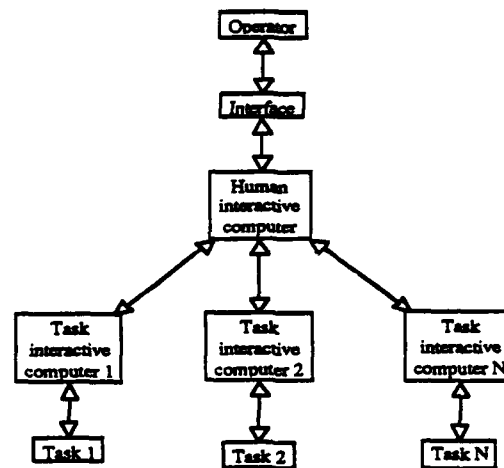 Operator
Interface
Human
interactive
computer
Task
interactive
computer 1
Task
interactive
computer 2
Task
interactive
computer N
Task 1
Task 2
Task N